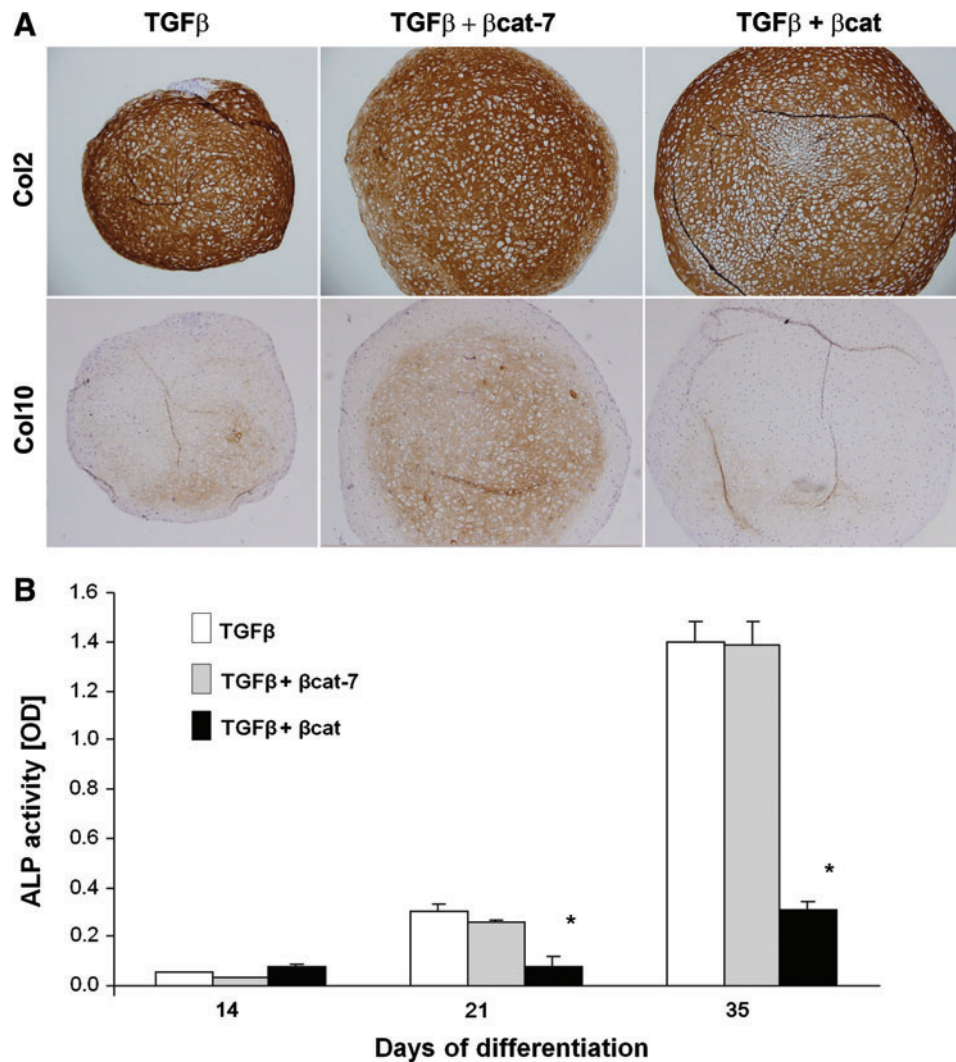 A
TGFβ
TGFβ + βcat-7
TGFβ + βcat
Col2
Col10
B
ALP activity [OD]
1.6
1.4
1.2
1.0
0.8
0.6
0.4
0.2
0.0
TGFβ
TGFβ + βcat-7
TGFβ + βcat
*
*
14
21
35
Days of differentiation